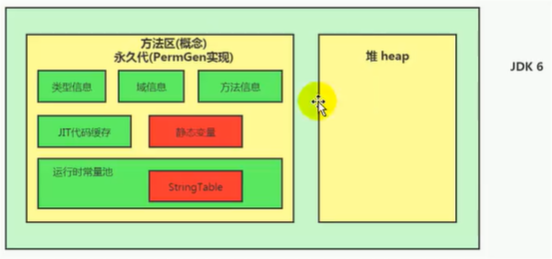 方法区(概念)
永久代(PermGen实现)
堆 heap
JDK 6
类型信息
域信息
方法信息
JIT代码缓存
静态变量
运行时常量池
StringTable